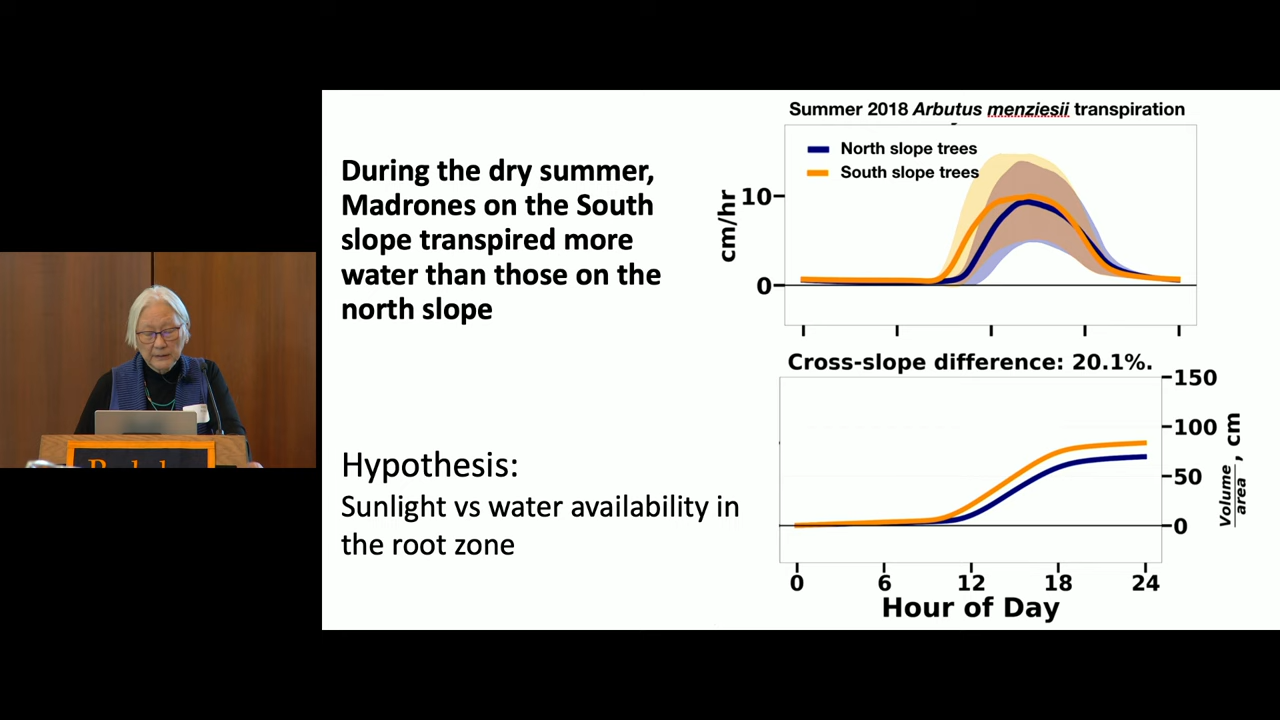 During the dry summer,
Madrones on the South
slope transpired more
water than those on the
north slope
Hypothesis:
Sunlight vs water availability in
the root zone
Summer 2018 Arbutus menziesii transpiration
North slope trees
South slope trees
cm/hr
10
0
Cross-slope difference: 20.1%.
150
100
50
0
Volume
area , cm
0 6 12 18 24
Hour of Day